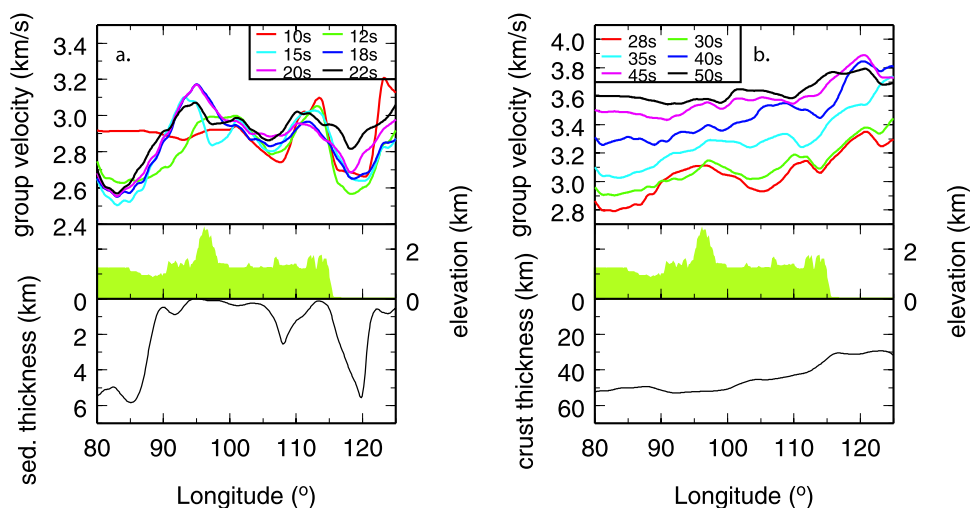 a.
10s 12s
15s 18s
20s 22s
group velocity (km/s)
3.4
3.2
3.0
2.8
2.6
2.4
elevation (km)
2
0
sed. thickness (km)
0
2
4
6
80 90 100 110 120
Longitude (o)
b.
28s 30s
35s 40s
45s 50s
group velocity (km/s)
4.0
3.8
3.6
3.4
3.2
3.0
2.8
elevation (km)
2
0
crust thickness (km)
0
20
40
60
80 90 100 110 120
Longitude (o)